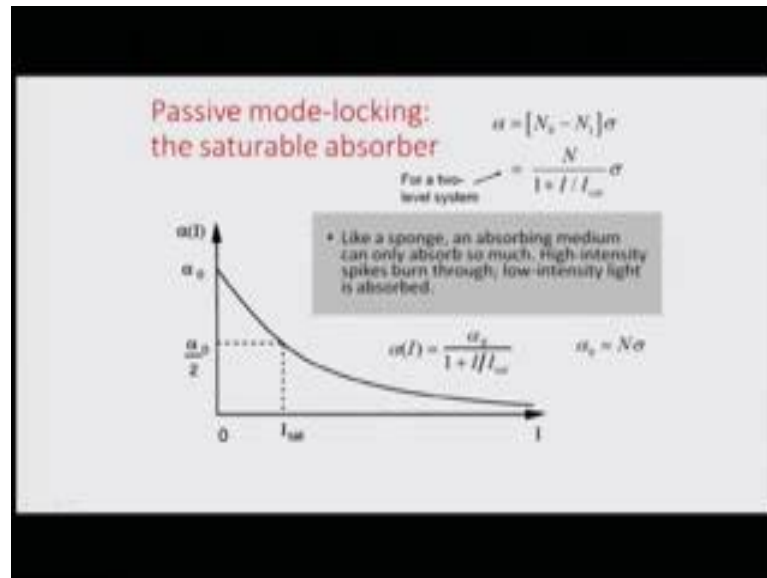 Passive mode-locking:
the saturable absorber
α = [N₀ − N₁]σ
= N / (1 + I / I_sat) σ
For a two-
level system
α(I)
α₀
α₀/2
0
I_sat
I
• Like a sponge, an absorbing medium
can only absorb so much. High-intensity
spikes burn through; low-intensity light
is absorbed.
α(I) = α₀ / (1 + I/I_sat)
α₀ = Nσ